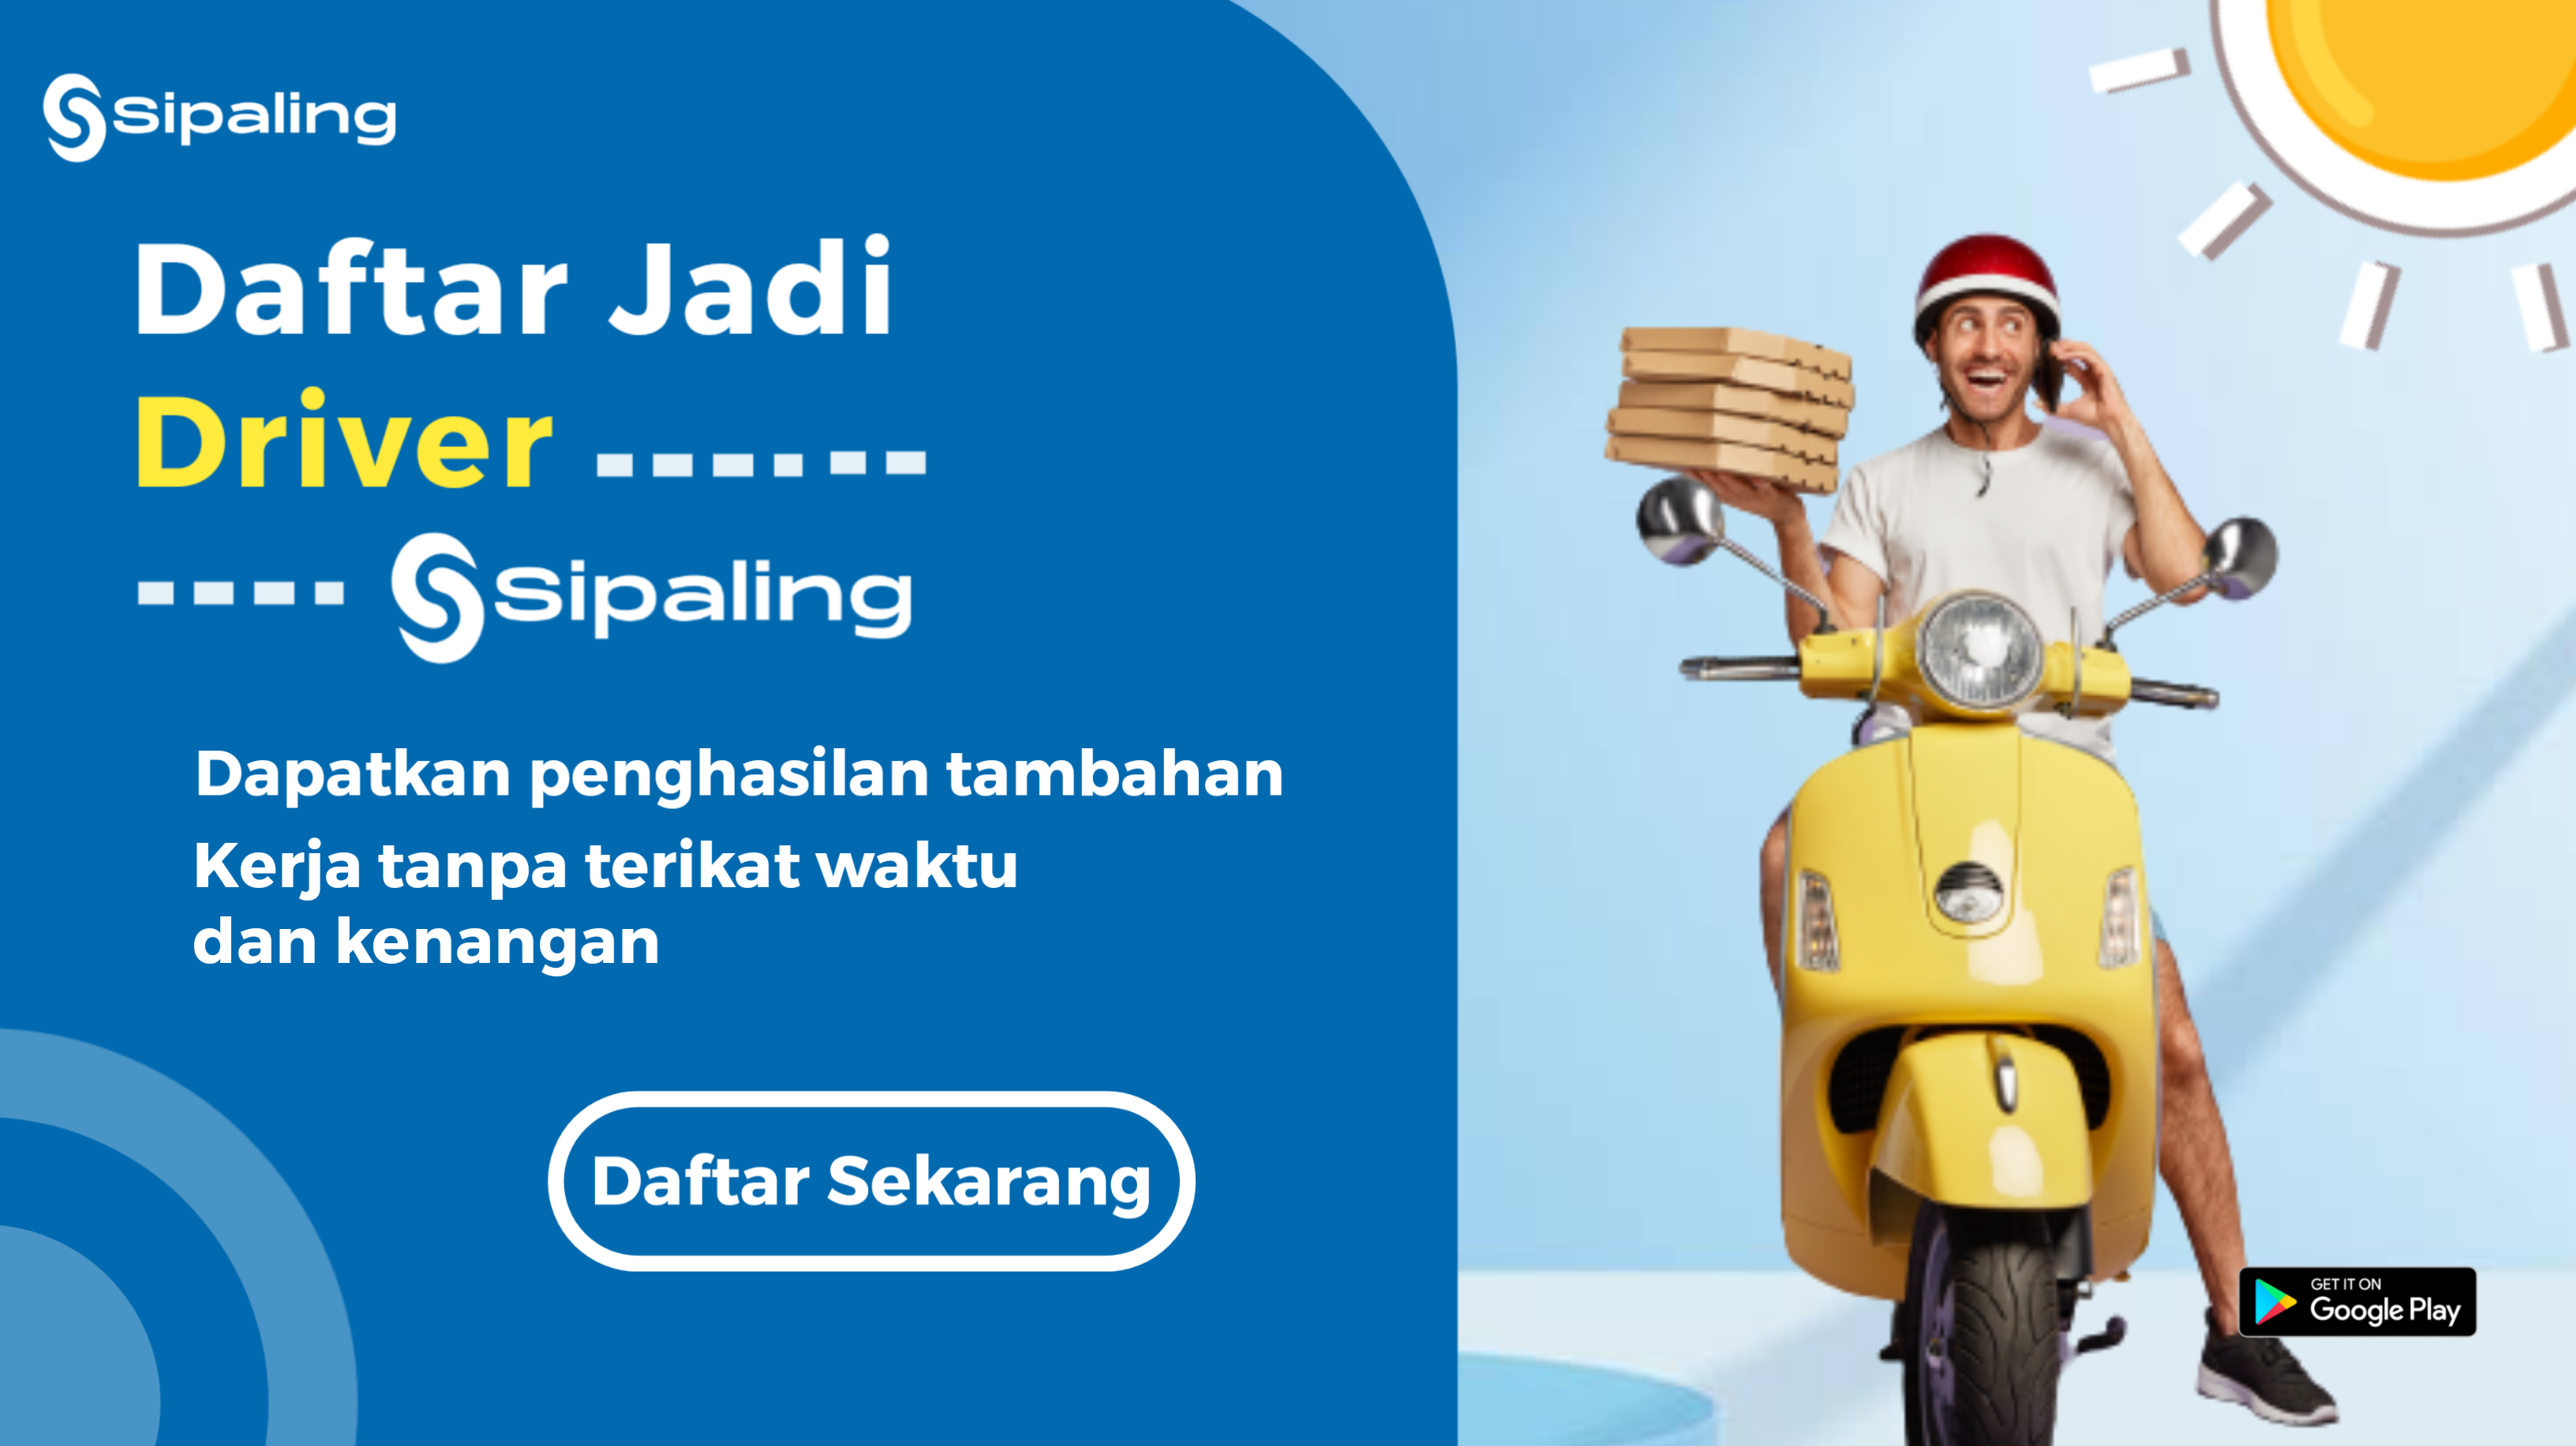 Sipaling
Daftar Jadi
Driver
Sipaling
Dapatkan penghasilan tambahan
Kerja tanpa terikat waktu
dan kenangan
Daftar Sekarang
GET IT ON
Google Play